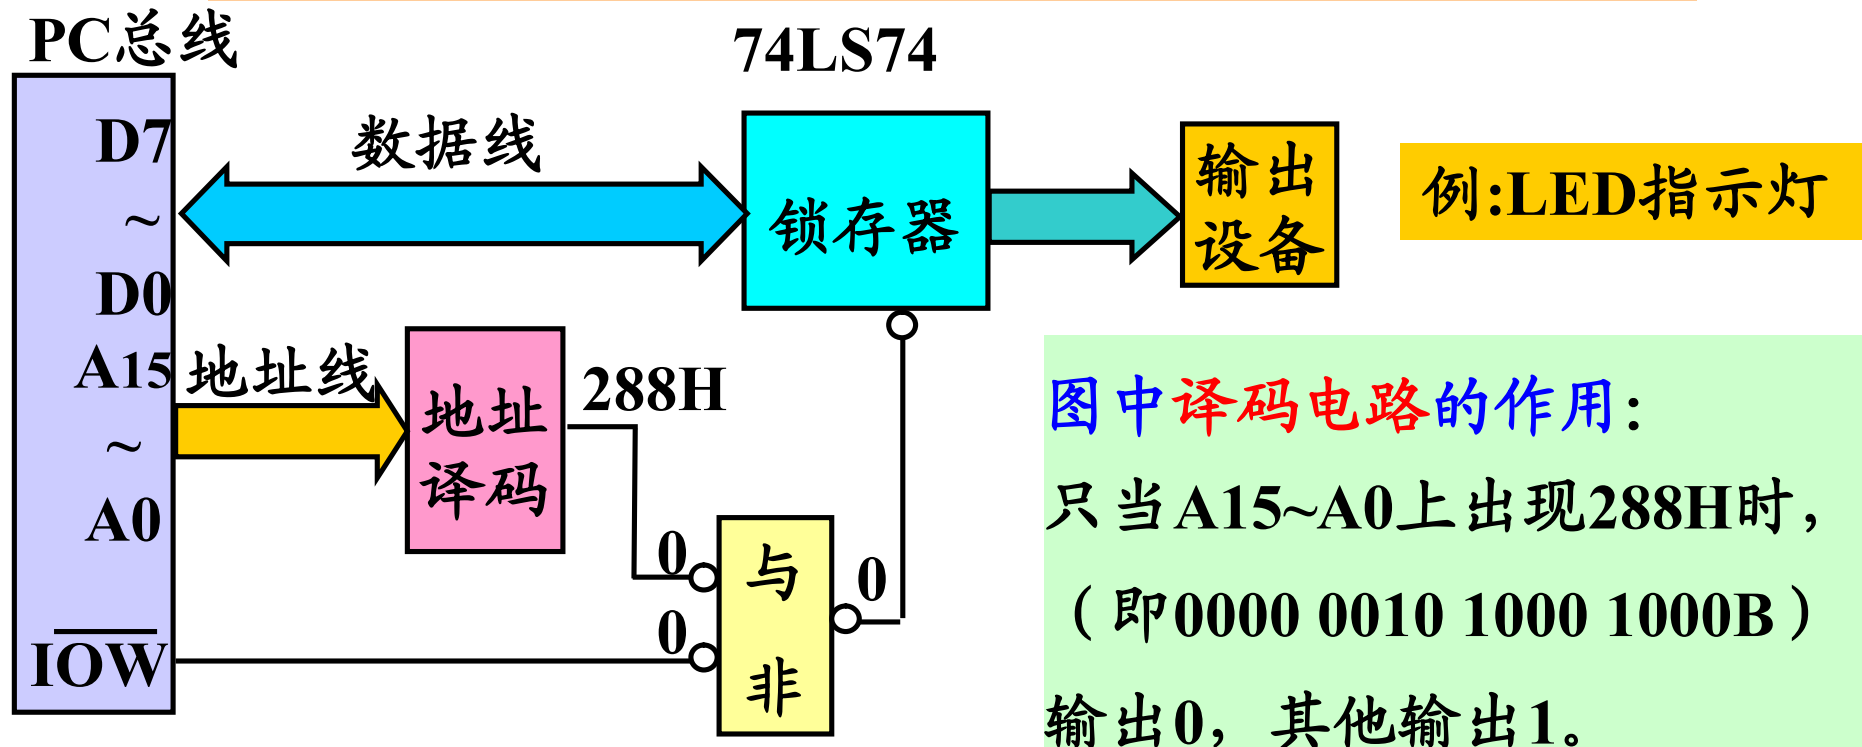 PC总线
74LS74
D7
~
D0
A15
~
A0
IOW
数据线
锁存器
输出
设备
例:LED指示灯
地址线
地址
译码
288H
0
0
与
非
0
图中译码电路的作用:
只当A15~A0上出现288H时,
(即0000 0010 1000 1000B)
输出0, 其他输出1。